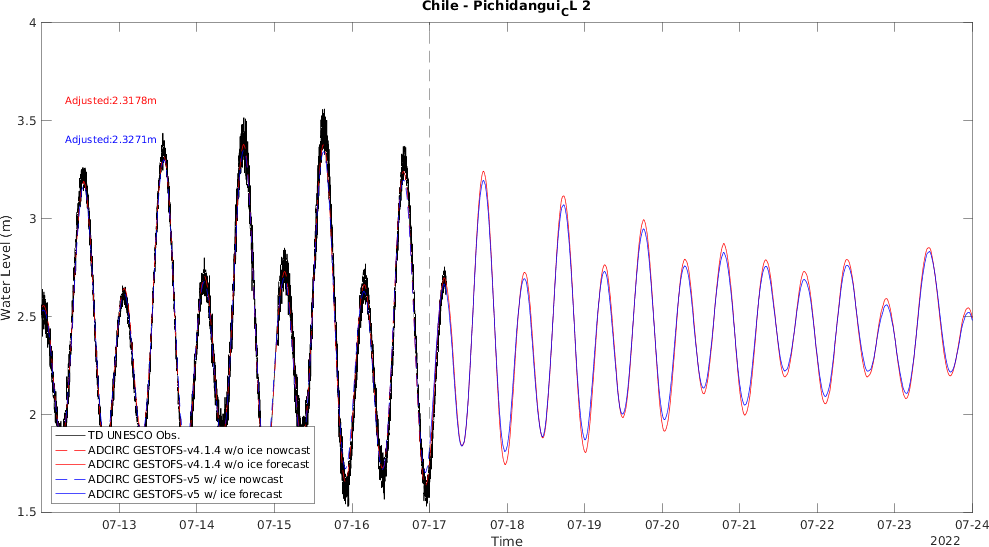 Chile - PichidanguiCL 2
4
3.5
3
2.5
2
1.5
Water Level (m)
Adjusted:2.3178m
Adjusted:2.3271m
TD UNESCO Obs.
ADCIRC GESTOFS-v4.1.4 w/o ice nowcast
ADCIRC GESTOFS-v4.1.4 w/o ice forecast
ADCIRC GESTOFS-v5 w/ ice nowcast
ADCIRC GESTOFS-v5 w/ ice forecast
07-13 07-14 07-15 07-16 07-17 07-18 07-19 07-20 07-21 07-22 07-23 07-24
Time
2022